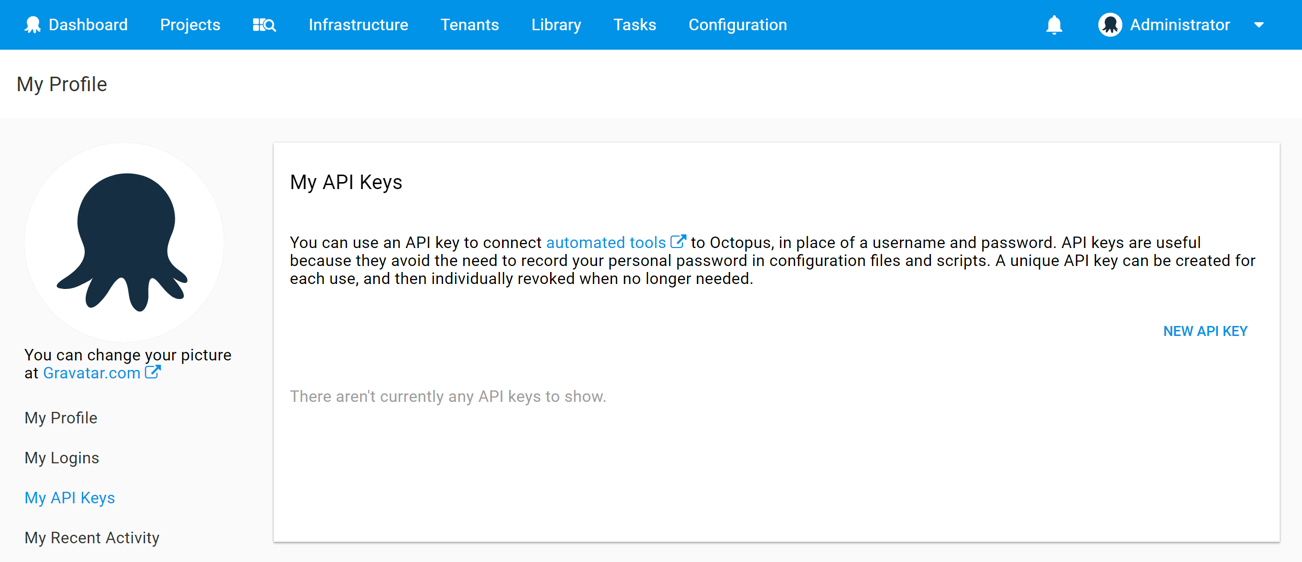 Dashboard Projects Infrastructure Tenants Library Tasks Configuration Administrator
My Profile
You can change your picture
at Gravatar.com
My Profile
My Logins
My API Keys
My Recent Activity
My API Keys
You can use an API key to connect automated tools to Octopus, in place of a username and password. API keys are useful
because they avoid the need to record your personal password in configuration files and scripts. A unique API key can be created for
each use, and then individually revoked when no longer needed.
NEW API KEY
There aren't currently any API keys to show.